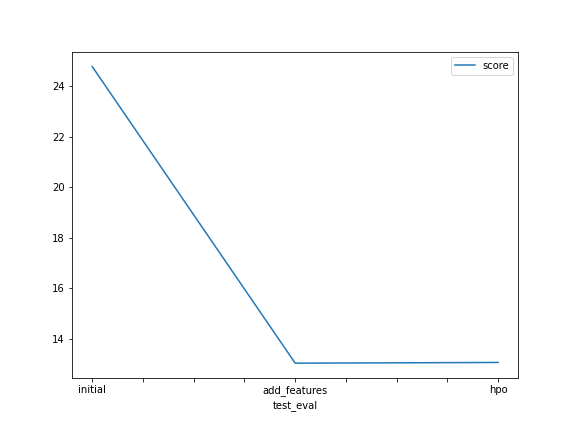 score
24
22
20
18
16
14
initial add_features hpo
test_eval